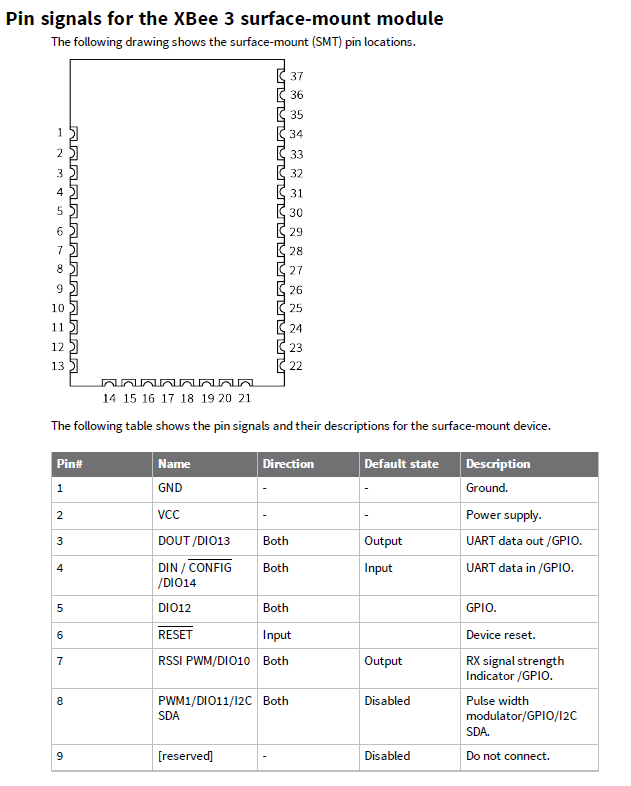 Pin signals for the XBee 3 surface-mount module
The following drawing shows the surface-mount (SMT) pin locations.
37
36
35
1 34
2 33
3 32
4 31
5 30
6 29
7 28
8 27
9 26
10 25
11 24
12 23
13 22
14 15 16 17 18 19 20 21
The following table shows the pin signals and their descriptions for the surface-mount device.
Pin# Name Direction Default state Description
1 GND - - Ground.
2 VCC - - Power supply.
3 DOUT /DIO13 Both Output UART data out /GPIO.
4 DIN / CONFIG Both Input UART data in /GPIO.
/DIO14
5 DIO12 Both GPIO.
6 RESET Input Device reset.
7 RSSI PWM/DIO10 Both Output RX signal strength
Indicator /GPIO.
8 PWM1/DIO11/I2C Both Disabled Pulse width
SDA modulator/GPIO/I2C
SDA.
9 [reserved] - Disabled Do not connect.